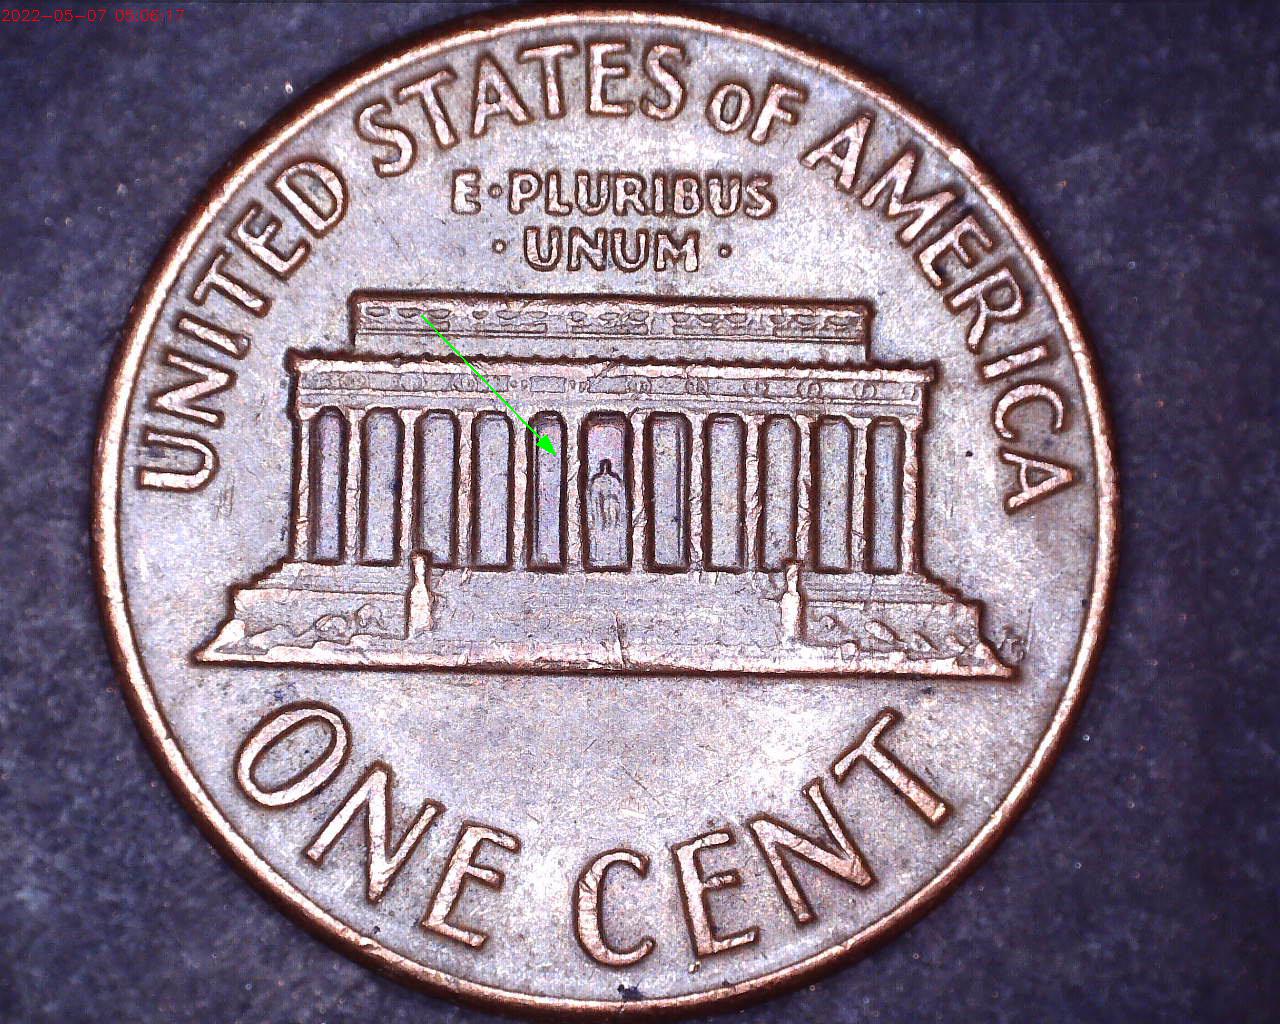 2022-05-07 05:06:17
UNITED STATES OF AMERICA
E·PLURIBUS
·UNUM·
ONE CENT